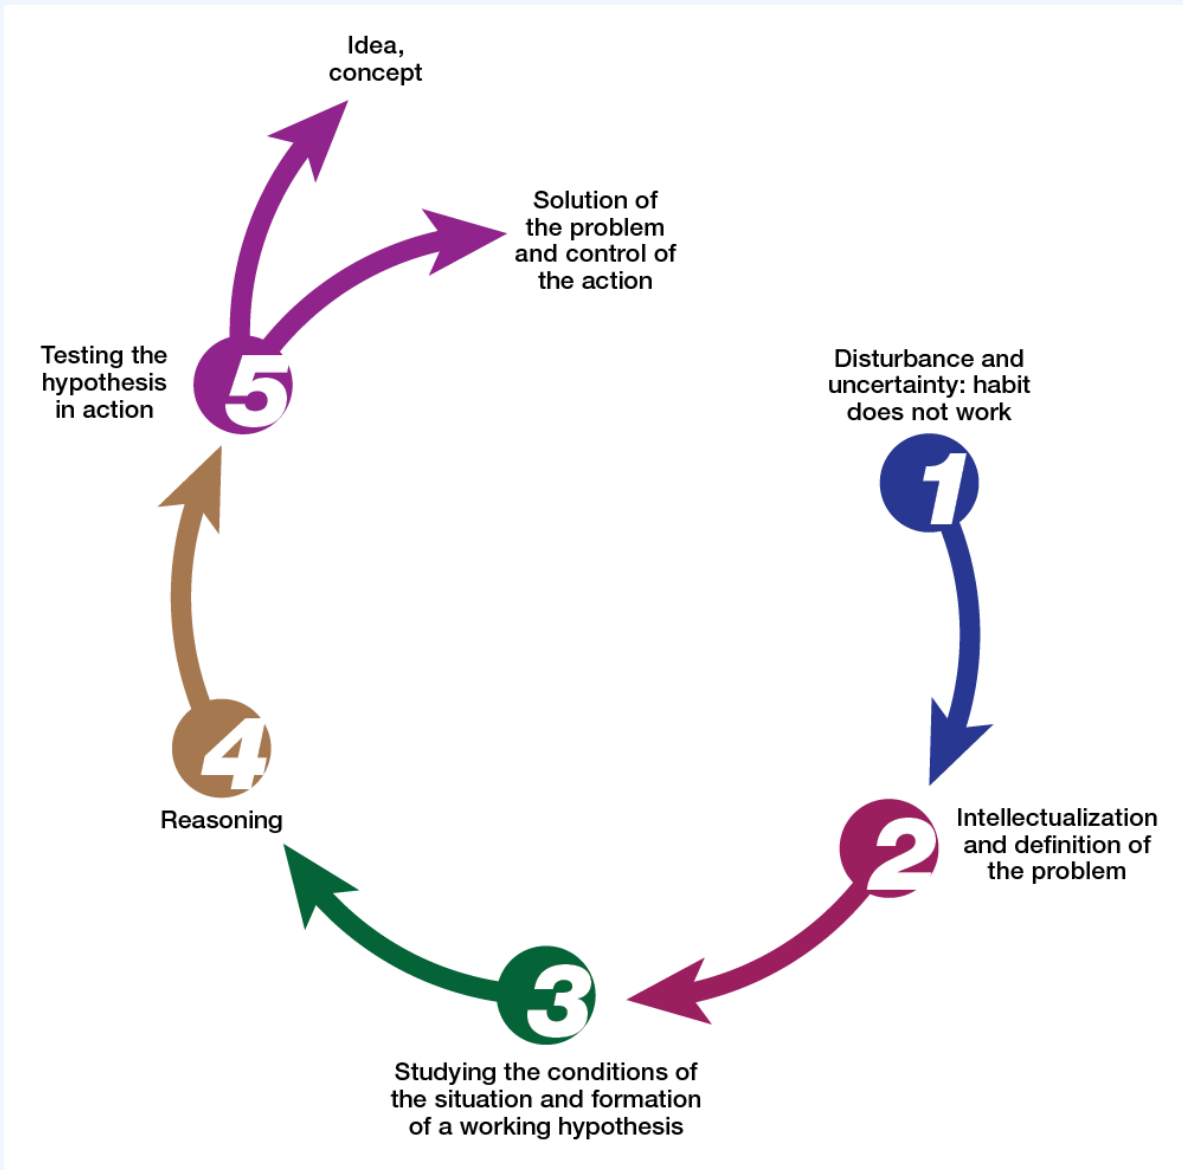 Idea,
concept
Solution of
the problem
and control of
the action
Testing the
hypothesis
in action
5
Disturbance and
uncertainty: habit
does not work
1
2
Intellectualization
and definition of
the problem
3
Studying the conditions of
the situation and formation
of a working hypothesis
4
Reasoning